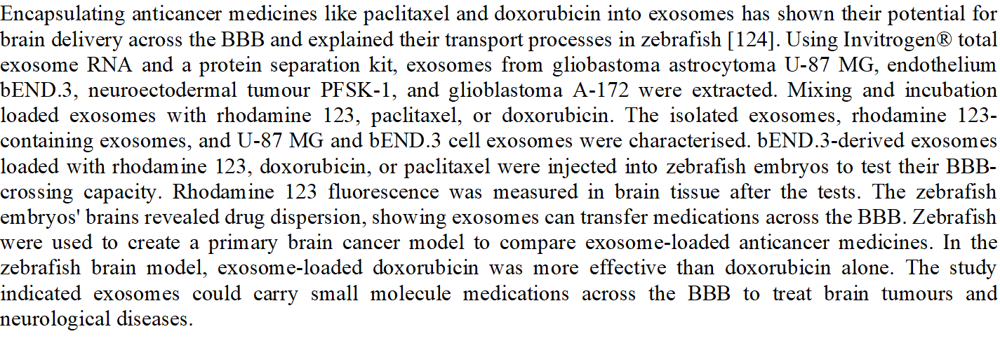 Encapsulating anticancer medicines like paclitaxel and doxorubicin into exosomes has shown their potential for
brain delivery across the BBB and explained their transport processes in zebrafish [124]. Using Invitrogen® total
exosome RNA and a protein separation kit, exosomes from gliobastoma astrocytoma U-87 MG, endothelium
bEND.3, neuroectodermal tumour PFSK-1, and glioblastoma A-172 were extracted. Mixing and incubation
loaded exosomes with rhodamine 123, paclitaxel, or doxorubicin. The isolated exosomes, rhodamine 123-
containing exosomes, and U-87 MG and bEND.3 cell exosomes were characterised. bEND.3-derived exosomes
loaded with rhodamine 123, doxorubicin, or paclitaxel were injected into zebrafish embryos to test their BBB-
crossing capacity. Rhodamine 123 fluorescence was measured in brain tissue after the tests. The zebrafish
embryos' brains revealed drug dispersion, showing exosomes can transfer medications across the BBB. Zebrafish
were used to create a primary brain cancer model to compare exosome-loaded anticancer medicines. In the
zebrafish brain model, exosome-loaded doxorubicin was more effective than doxorubicin alone. The study
indicated exosomes could carry small molecule medications across the BBB to treat brain tumours and
neurological diseases.